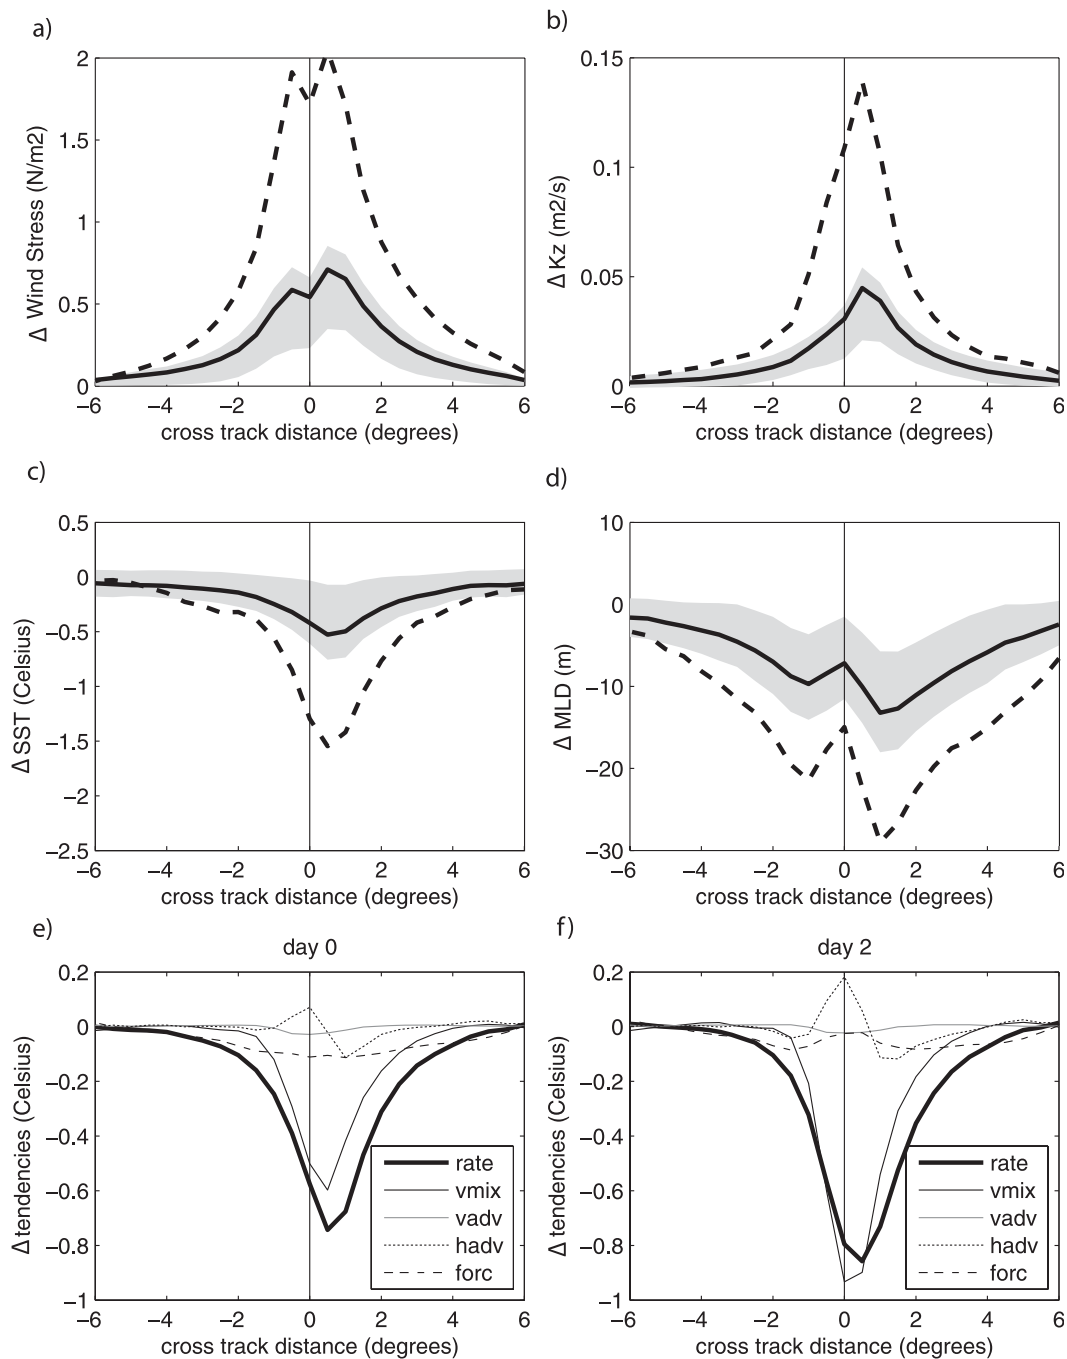 a)
2
1.5
1
0.5
0
−6 −4 −2 0 2 4 6
cross track distance (degrees)
Δ Wind Stress (N/m2)
b)
0.15
0.1
0.05
0
−6 −4 −2 0 2 4 6
cross track distance (degrees)
Δ Kz (m2/s)
c)
0.5
0
−0.5
−1
−1.5
−2
−2.5
−6 −4 −2 0 2 4 6
cross track distance (degrees)
Δ SST (Celsius)
d)
10
0
−10
−20
−30
−6 −4 −2 0 2 4 6
cross track distance (degrees)
Δ MLD (m)
e)
day 0
0.2
0
−0.2
−0.4
−0.6
−0.8
−1
−6 −4 −2 0 2 4 6
cross track distance (degrees)
Δ tendencies (Celsius)
rate
vmix
vadv
hadv
forc
f)
day 2
0.2
0
−0.2
−0.4
−0.6
−0.8
−1
−6 −4 −2 0 2 4 6
cross track distance (degrees)
Δ tendencies (Celsius)
rate
vmix
vadv
hadv
forc